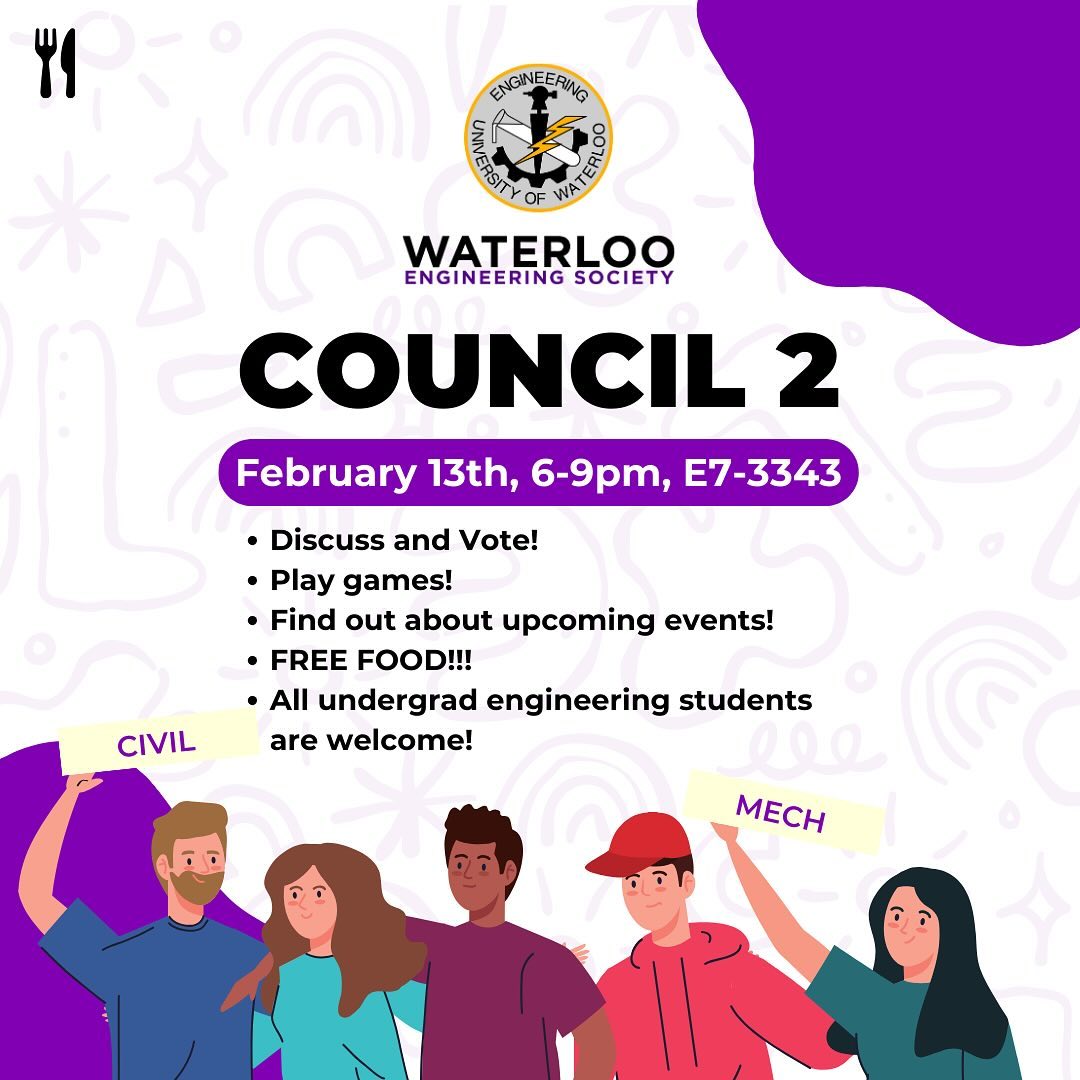 ENGINEERING
UNIVERSITY OF WATERLOO
WATERLOO
ENGINEERING SOCIETY
COUNCIL 2
February 13th, 6-9pm, E7-3343
• Discuss and Vote!
• Play games!
• Find out about upcoming events!
• FREE FOOD!!!
• All undergrad engineering students
are welcome!
CIVIL
MECH